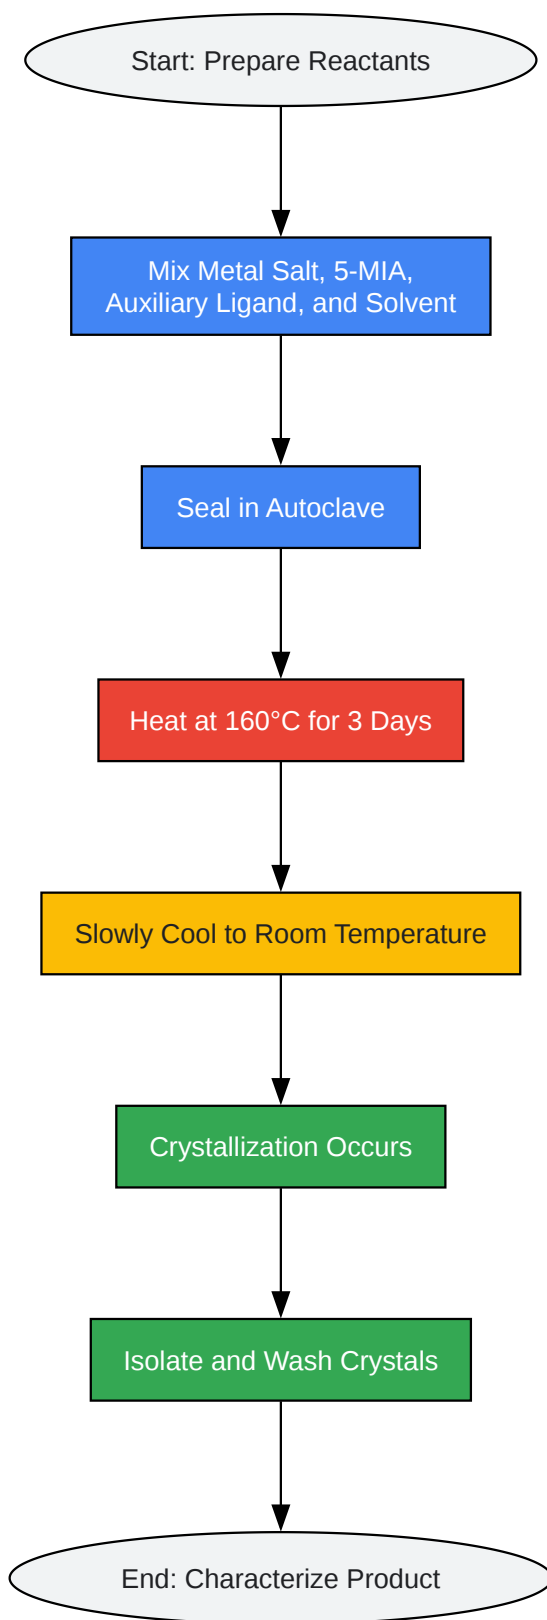 Start: Prepare Reactants
Mix Metal Salt, 5-MIA,
Auxiliary Ligand, and Solvent
Seal in Autoclave
Heat at 160°C for 3 Days
Slowly Cool to Room Temperature
Crystallization Occurs
Isolate and Wash Crystals
End: Characterize Product